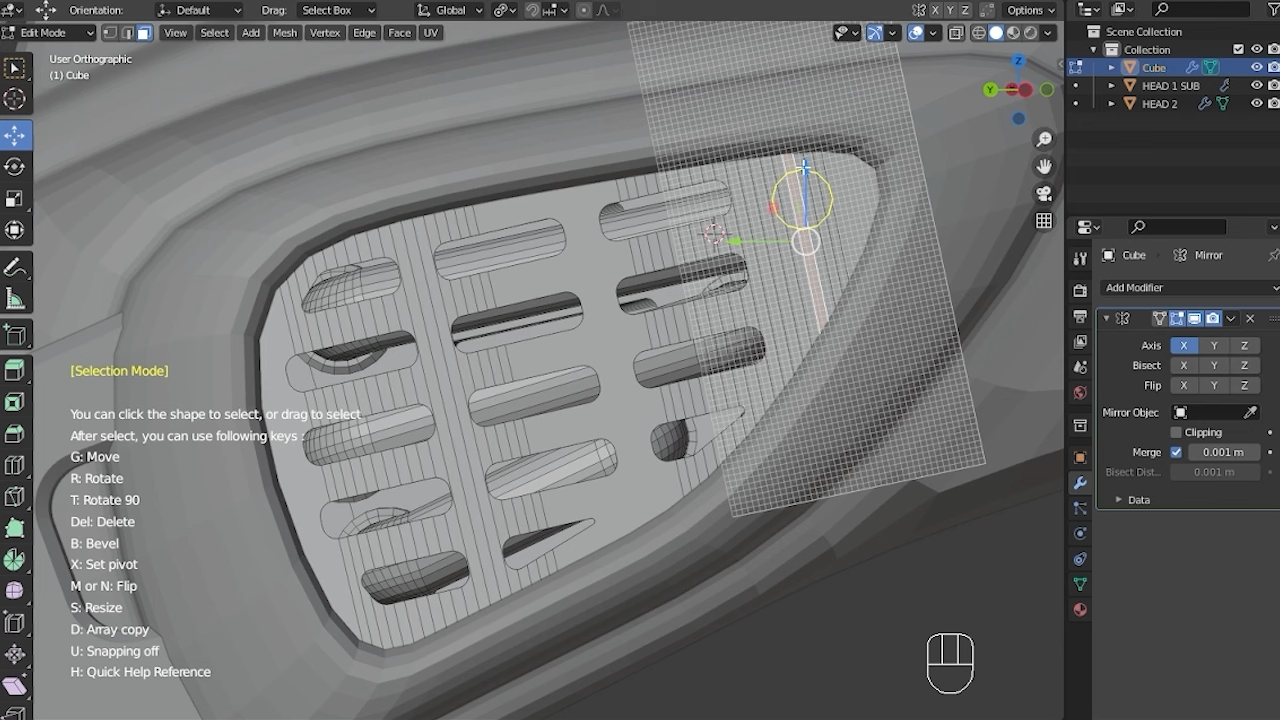 Orientation: Default Drag: Select Box Global X Y Z Options
Edit Mode View Select Add Mesh Vertex Edge Face UV
User Orthographic
(1) Cube
Z
Y
[Selection Mode]
You can click the shape to select, or drag to select
After select, you can use following keys :
G: Move
R: Rotate
T: Rotate 90
Del: Delete
B: Bevel
X: Set pivot
M or N: Flip
S: Resize
D: Array copy
U: Snapping off
H: Quick Help Reference
Scene Collection
Collection
Cube
HEAD 1 SUB
HEAD 2
Cube Mirror
Add Modifier
Axis X Y Z
Bisect X Y Z
Flip X Y Z
Mirror Objec
Clipping
Merge 0.001 m
Bisect Dist... 0.001 m
Data